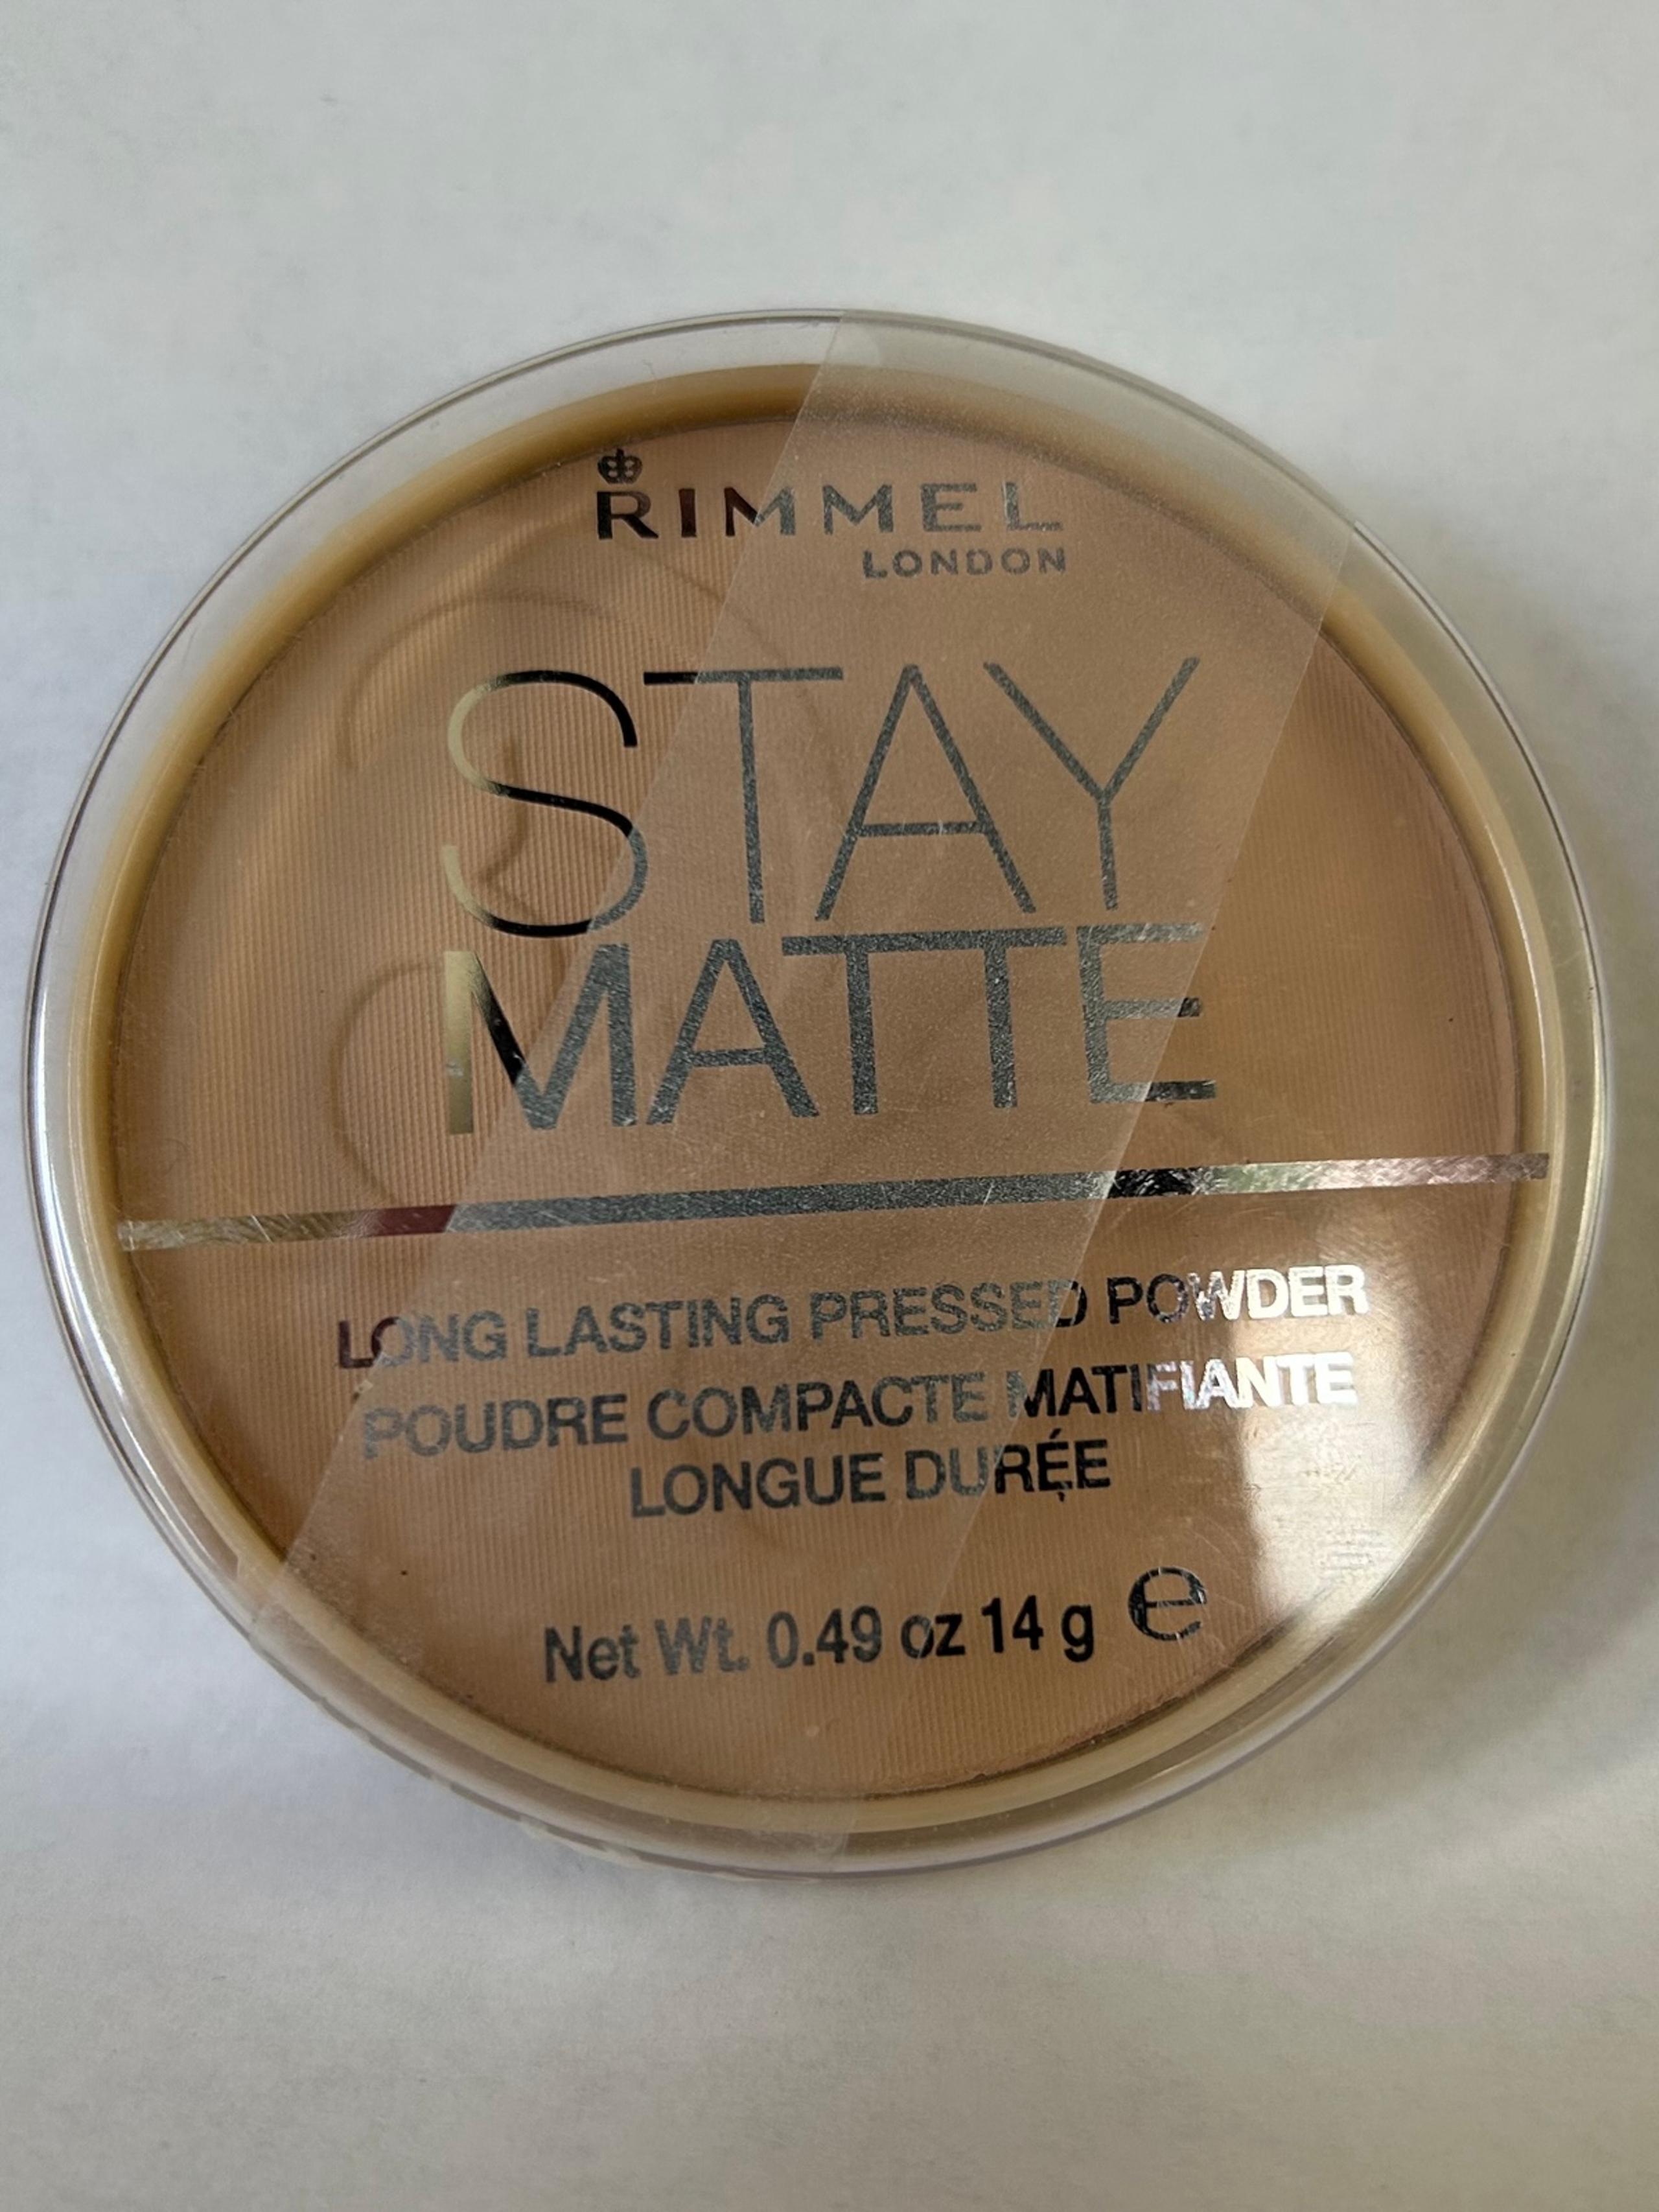 RIMMEL
LONDON
STAY
MATTE
LONG LASTING PRESSED POWDER
POUDRE COMPACTE MATIFIANTE
LONGUE DURÉE
Net Wt. 0.49 oz 14 g ℮